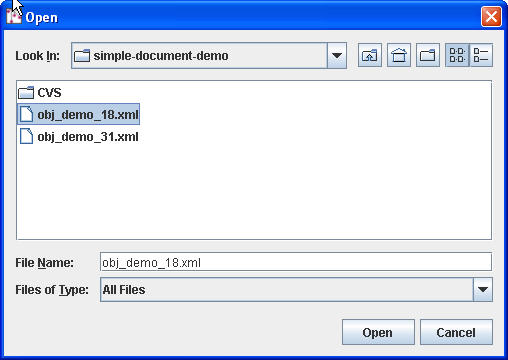 Open
Look In: simple-document-demo
CVS
obj_demo_18.xml
obj_demo_31.xml
File Name: obj_demo_18.xml
Files of Type: All Files
Open Cancel